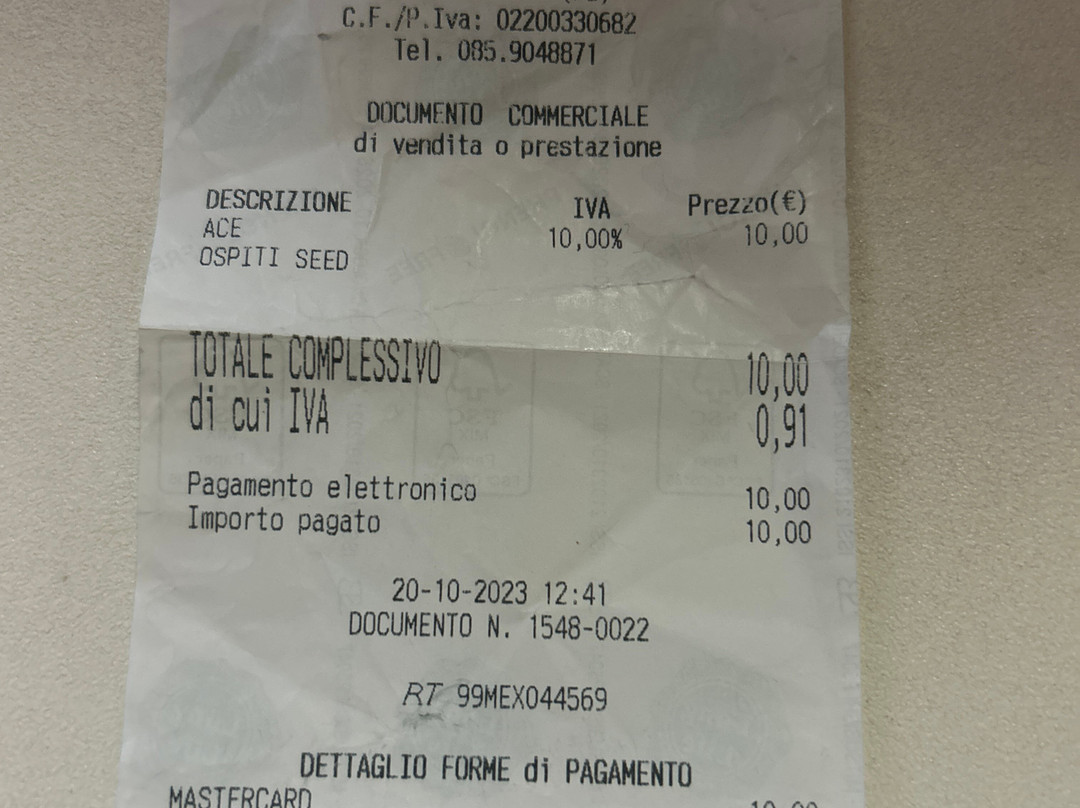 C.F./P.Iva: 02200330682
Tel. 085.9048871
DOCUMENTO COMMERCIALE
di vendita o prestazione
DESCRIZIONE IVA Prezzo(€)
ACE 10,00% 10,00
OSPITI SEED
TOTALE COMPLESSIVO 10,00
di cui IVA 0,91
Pagamento elettronico 10,00
Importo pagato 10,00
20-10-2023 12:41
DOCUMENTO N. 1548-0022
RT 99MEX044569
DETTAGLIO FORME di PAGAMENTO
MASTERCARD 10,00